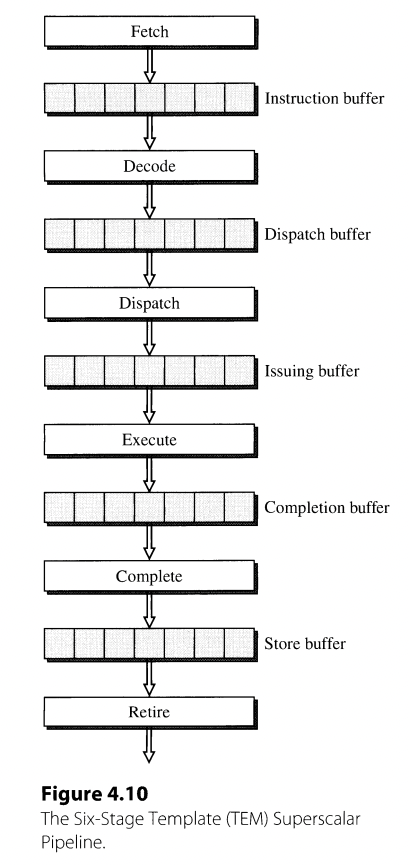 Fetch
Instruction buffer
Decode
Dispatch buffer
Dispatch
Issuing buffer
Execute
Completion buffer
Complete
Store buffer
Retire
Figure 4.10
The Six-Stage Template (TEM) Superscalar
Pipeline.